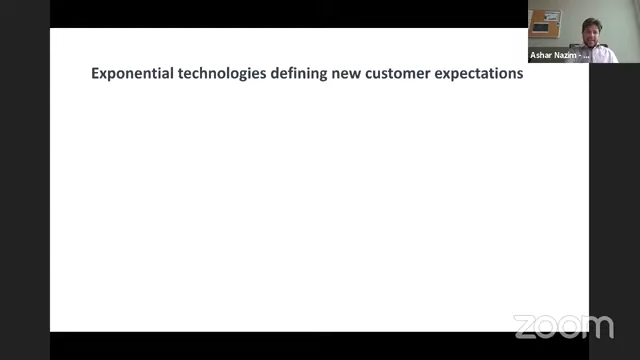 Exponential technologies defining new customer expectations
Ashar Nazim - ...
zoom